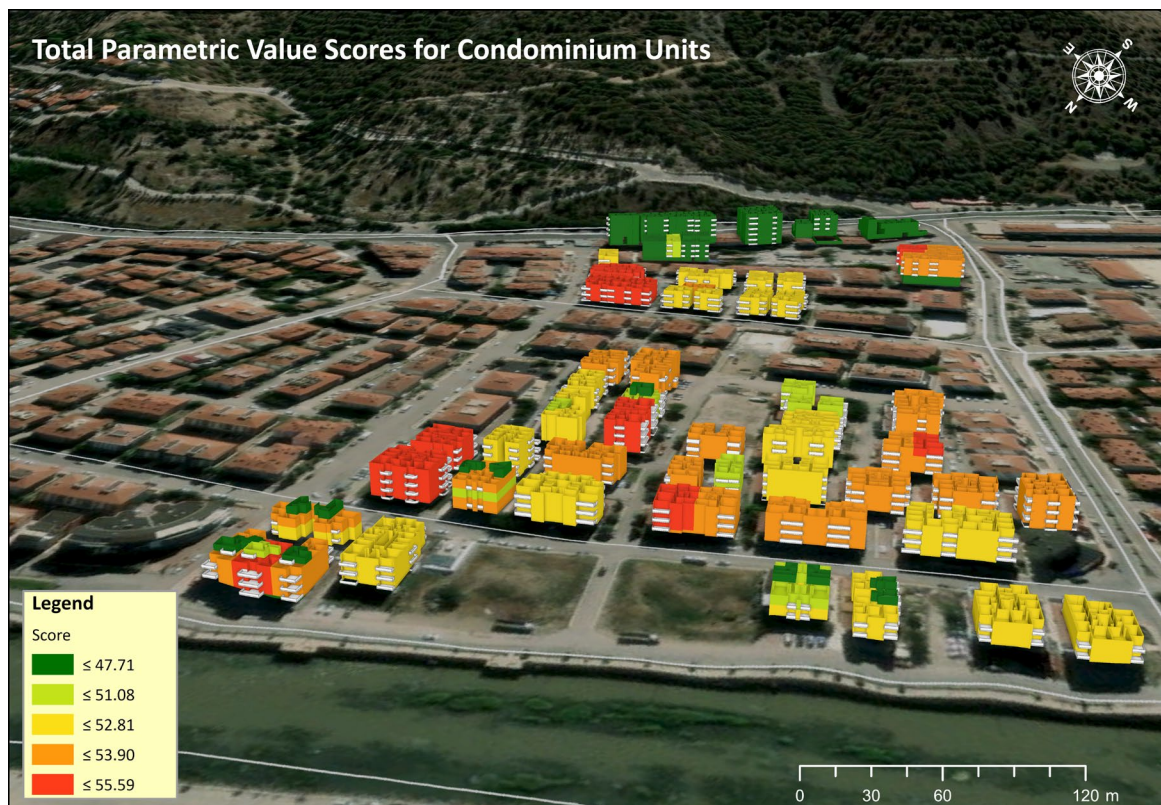 Total Parametric Value Scores for Condominium Units
E
S
N
W
Legend
Score
≤ 47.71
≤ 51.08
≤ 52.81
≤ 53.90
≤ 55.59
0 30 60 120 m